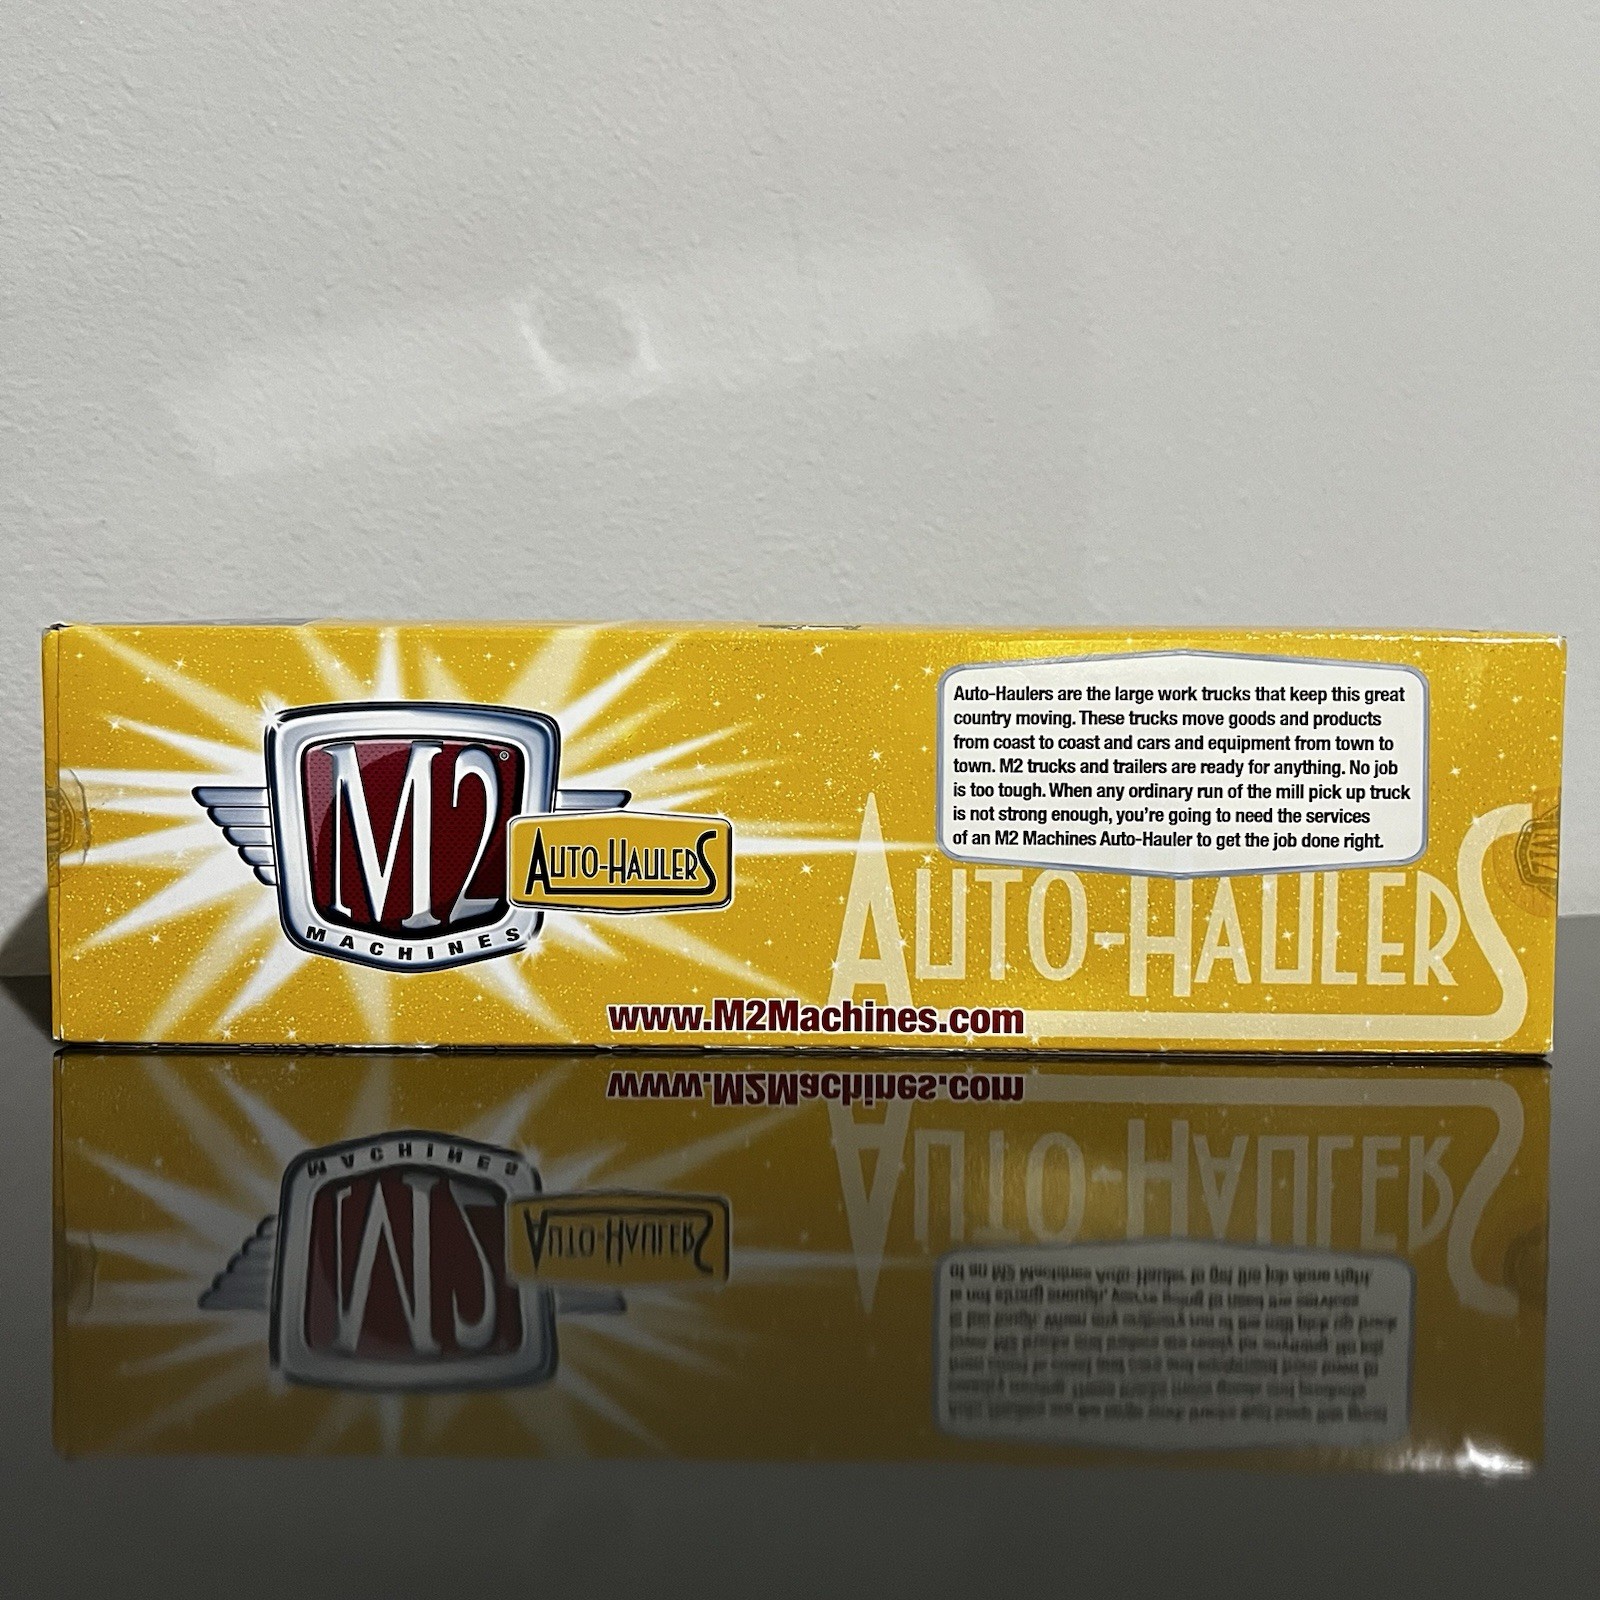 M2®
MACHINES
AUTO-HAULERS
Auto-Haulers are the large work trucks that keep this great
country moving. These trucks move goods and products
from coast to coast and cars and equipment from town to
town. M2 trucks and trailers are ready for anything. No job
is too tough. When any ordinary run of the mill pick up truck
is not strong enough, you're going to need the services
of an M2 Machines Auto-Hauler to get the job done right.
AUTO-HAULERS
www.M2Machines.com